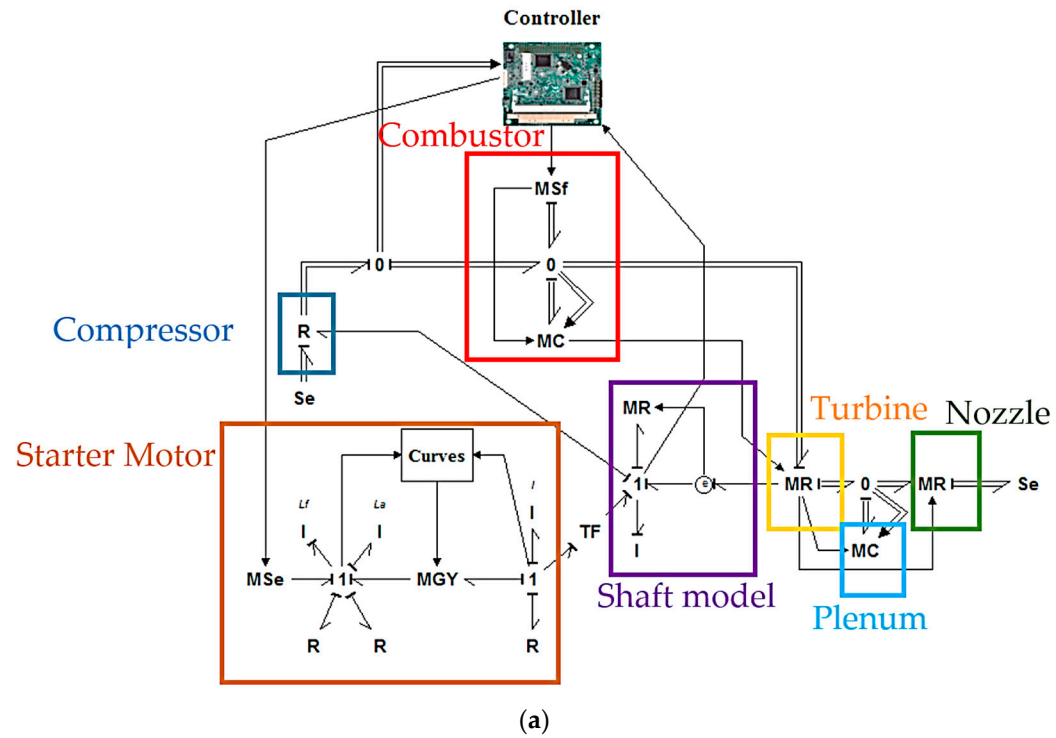 Controller
Combustor
MSf
0
0
Compressor
R
MC
Se
MR
Turbine
Nozzle
Starter Motor
Curves
1
e
MR
0
MR
Se
Lf
La
I
I
I
I
TF
I
MC
MSe
1
MGY
1
Shaft model
Plenum
R
R
R
(a)